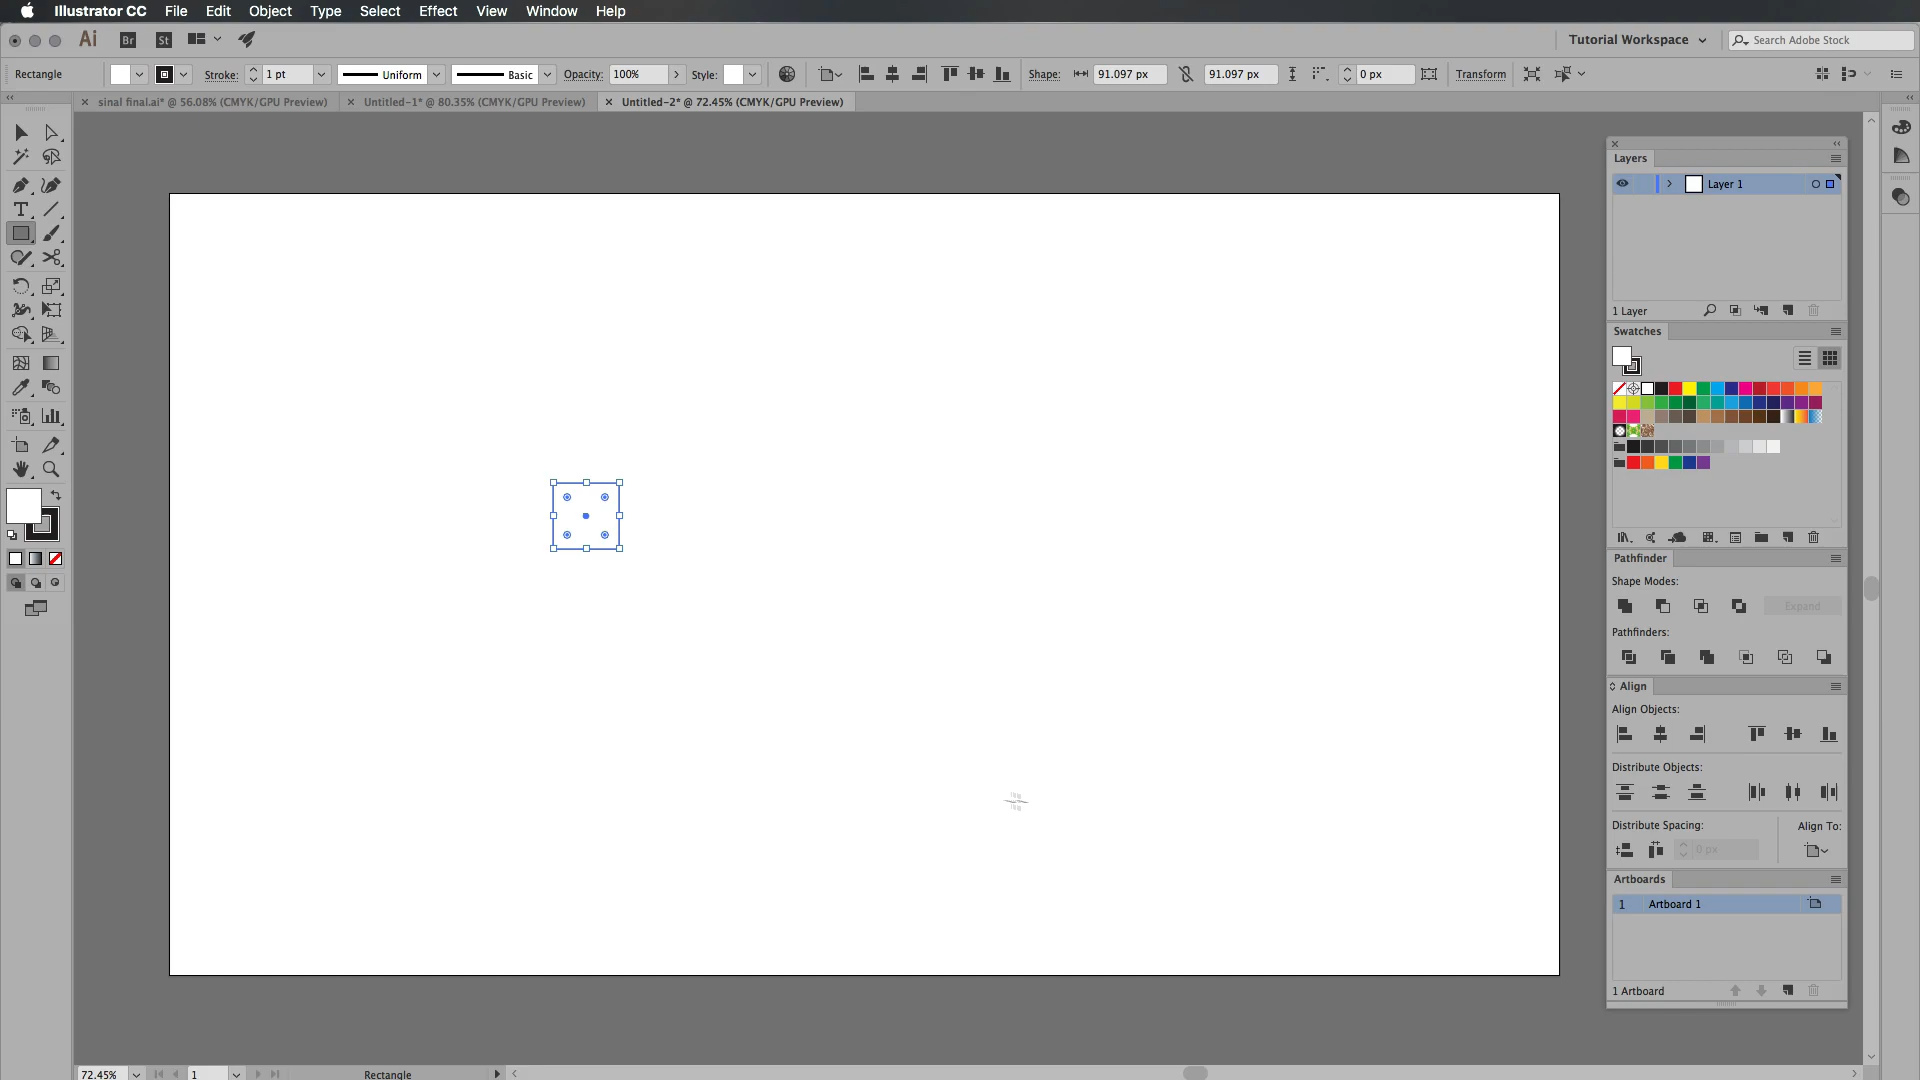 Illustrator CC File Edit Object Type Select Effect View Window Help
Ai Br St Tutorial Workspace Search Adobe Stock
Rectangle Stroke: 1 pt Uniform Basic Opacity: 100% Style: Shape: 91.097 px 91.097 px 0 px Transform
sinal final.ai* @ 56.08% (CMYK/GPU Preview) Untitled-1* @ 80.35% (CMYK/GPU Preview) Untitled-2* @ 72.45% (CMYK/GPU Preview)
Layers
Layer 1
1 Layer
Swatches
Pathfinder
Shape Modes:
Expand
Pathfinders:
Align
Align Objects:
Distribute Objects:
Distribute Spacing: Align To:
0 px
Artboards
1 Artboard 1
1 Artboard
72.45% 1 Rectangle